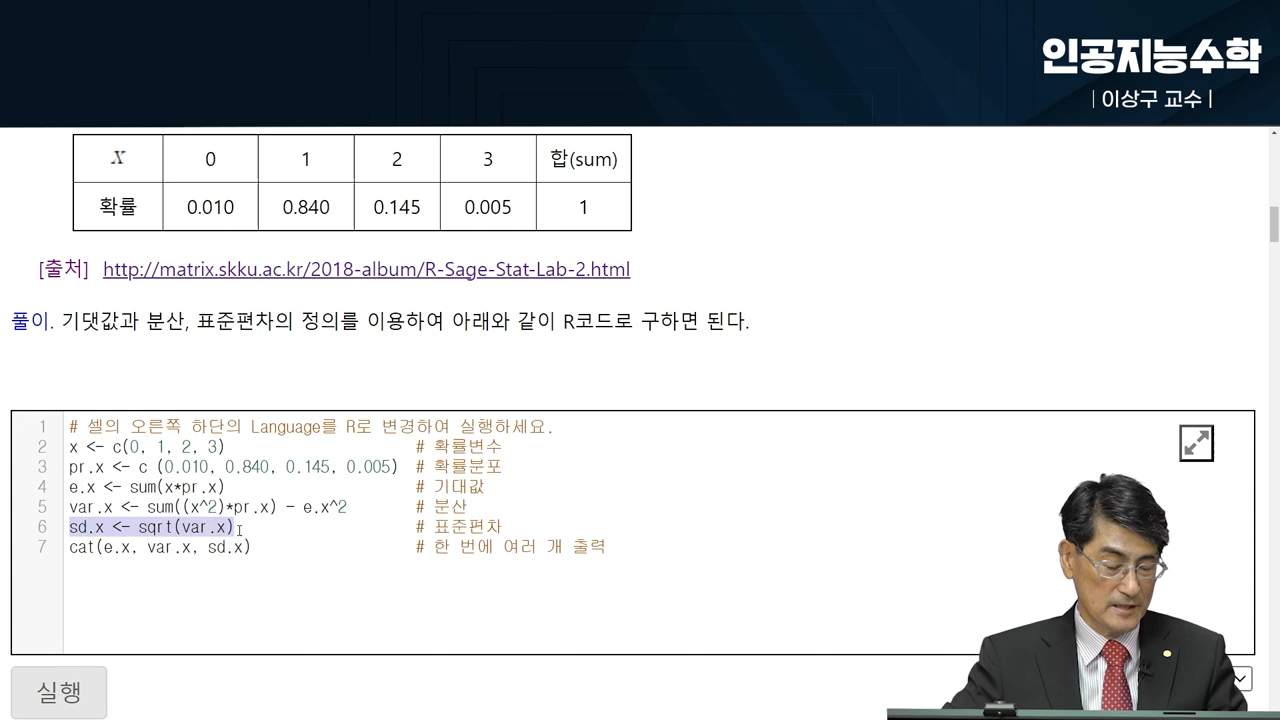 인공지능수학
| 이상구 교수 |
X 0 1 2 3 합(sum)
확률 0.010 0.840 0.145 0.005 1
[출처] http://matrix.skku.ac.kr/2018-album/R-Sage-Stat-Lab-2.html
풀이. 기댓값과 분산, 표준편차의 정의를 이용하여 아래와 같이 R코드로 구하면 된다.
1 # 셀의 오른쪽 하단의 Language를 R로 변경하여 실행하세요.
2 x <- c(0, 1, 2, 3) # 확률변수
3 pr.x <- c (0.010, 0.840, 0.145, 0.005) # 확률분포
4 e.x <- sum(x*pr.x) # 기대값
5 var.x <- sum((x^2)*pr.x) - e.x^2 # 분산
6 sd.x <- sqrt(var.x) # 표준편차
7 cat(e.x, var.x, sd.x) # 한 번에 여러 개 출력
실행